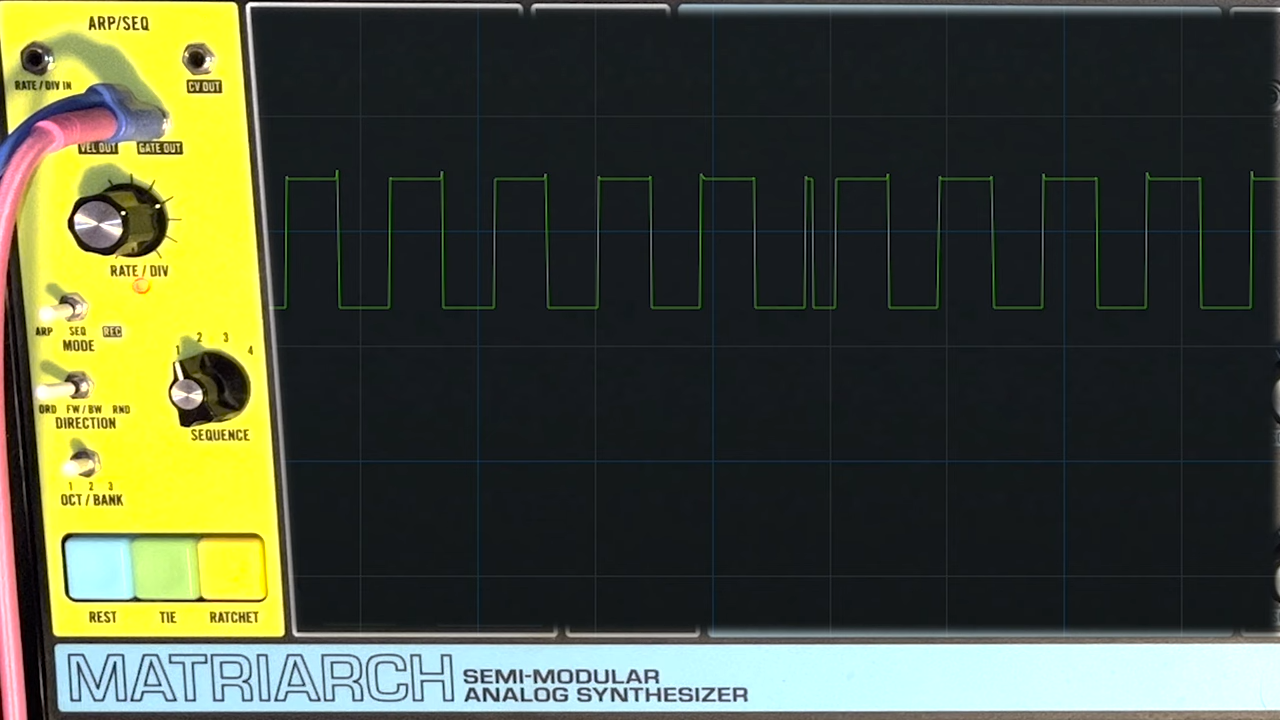 ARP/SEQ
RATE / DIV IN
CV OUT
VEL OUT
GATE OUT
RATE / DIV
ARP SEQ REC
MODE
ORD FW / BW RND
DIRECTION
1 2 3 4
SEQUENCE
1 2 3
OCT / BANK
REST TIE RATCHET
MATRIARCH
SEMI-MODULAR
ANALOG SYNTHESIZER